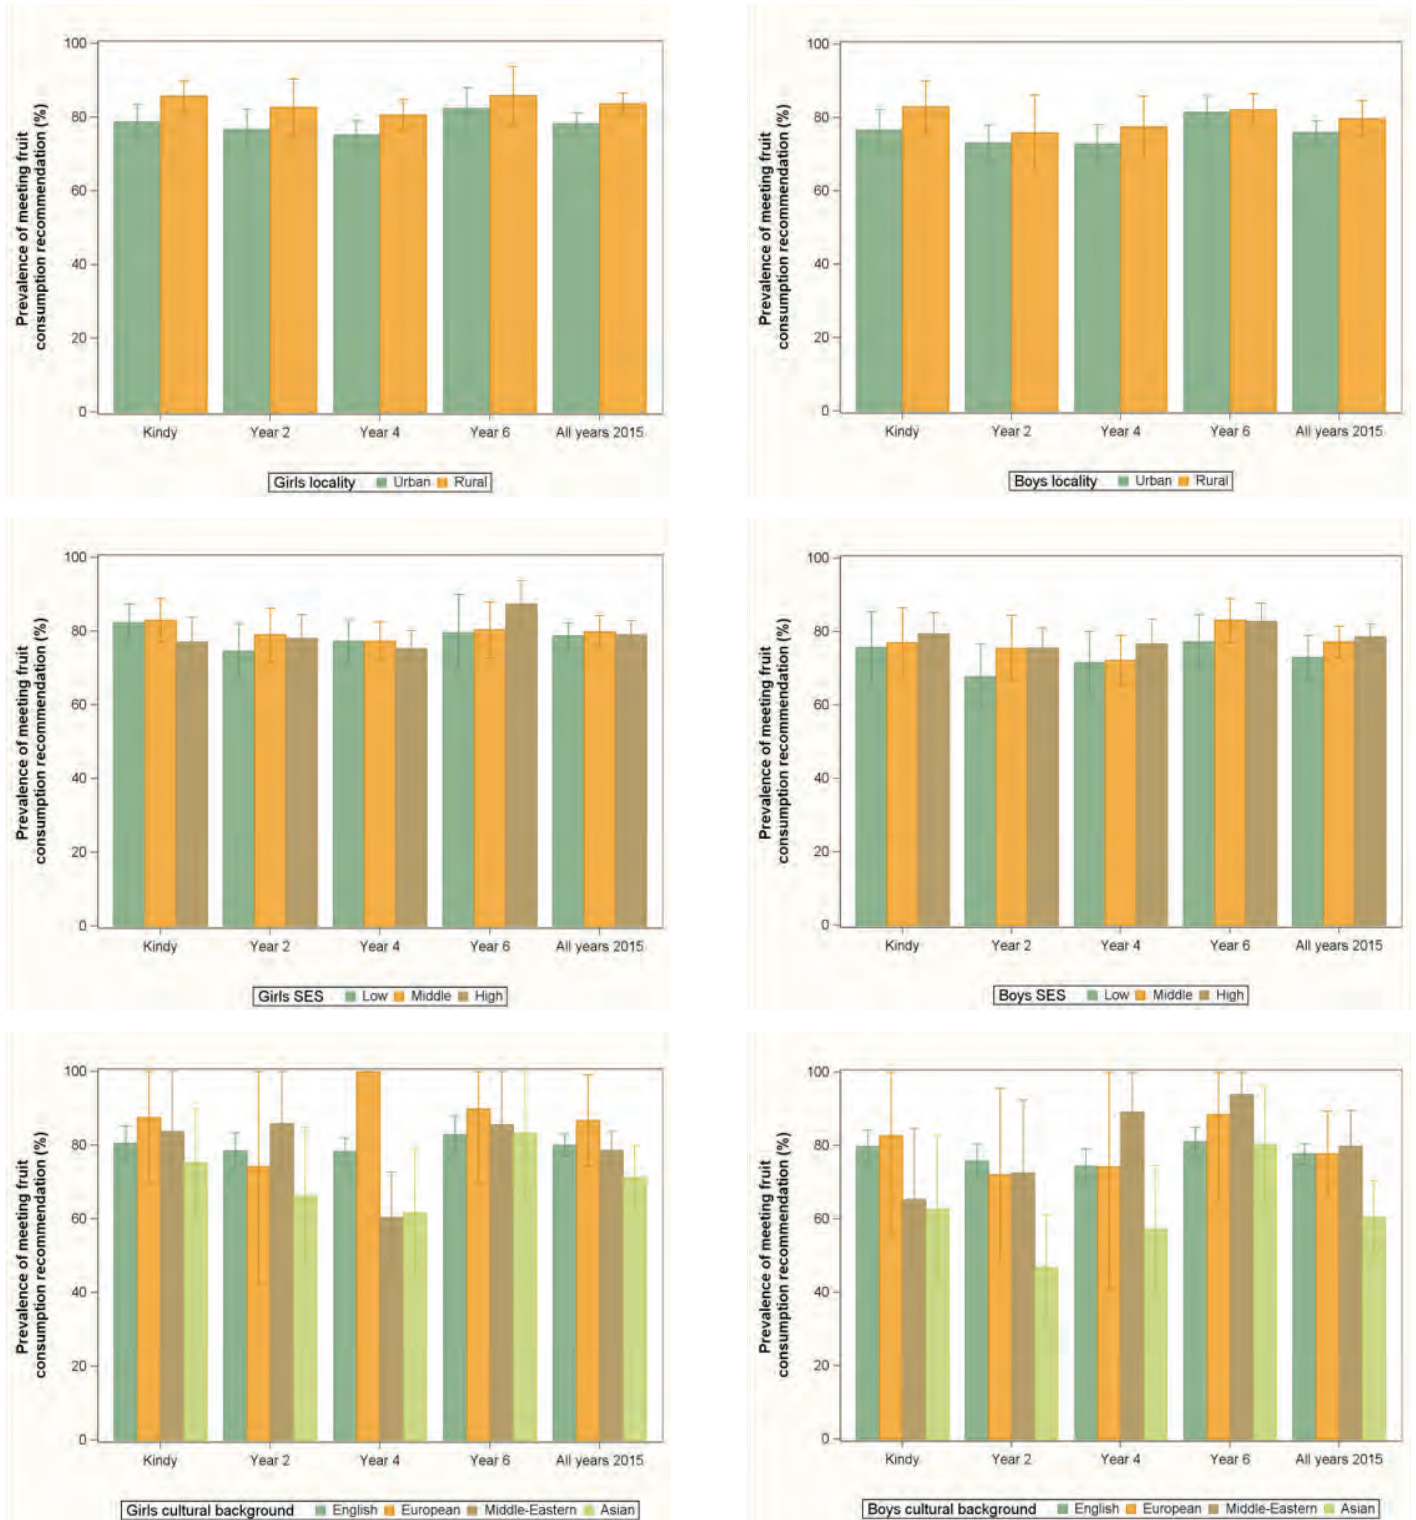 Prevalence of meeting fruit
consumption recommendation (%)
100
80
60
40
20
0
Kindy Year 2 Year 4 Year 6 All years 2015
Girls locality Urban Rural
Prevalence of meeting fruit
consumption recommendation (%)
100
80
60
40
20
0
Kindy Year 2 Year 4 Year 6 All years 2015
Boys locality Urban Rural
Prevalence of meeting fruit
consumption recommendation (%)
100
80
60
40
20
0
Kindy Year 2 Year 4 Year 6 All years 2015
Girls SES Low Middle High
Prevalence of meeting fruit
consumption recommendation (%)
100
80
60
40
20
0
Kindy Year 2 Year 4 Year 6 All years 2015
Boys SES Low Middle High
Prevalence of meeting fruit
consumption recommendation (%)
100
80
60
40
20
0
Kindy Year 2 Year 4 Year 6 All years 2015
Girls cultural background English European Middle-Eastern Asian
Prevalence of meeting fruit
consumption recommendation (%)
100
80
60
40
20
0
Kindy Year 2 Year 4 Year 6 All years 2015
Boys cultural background English European Middle-Eastern Asian